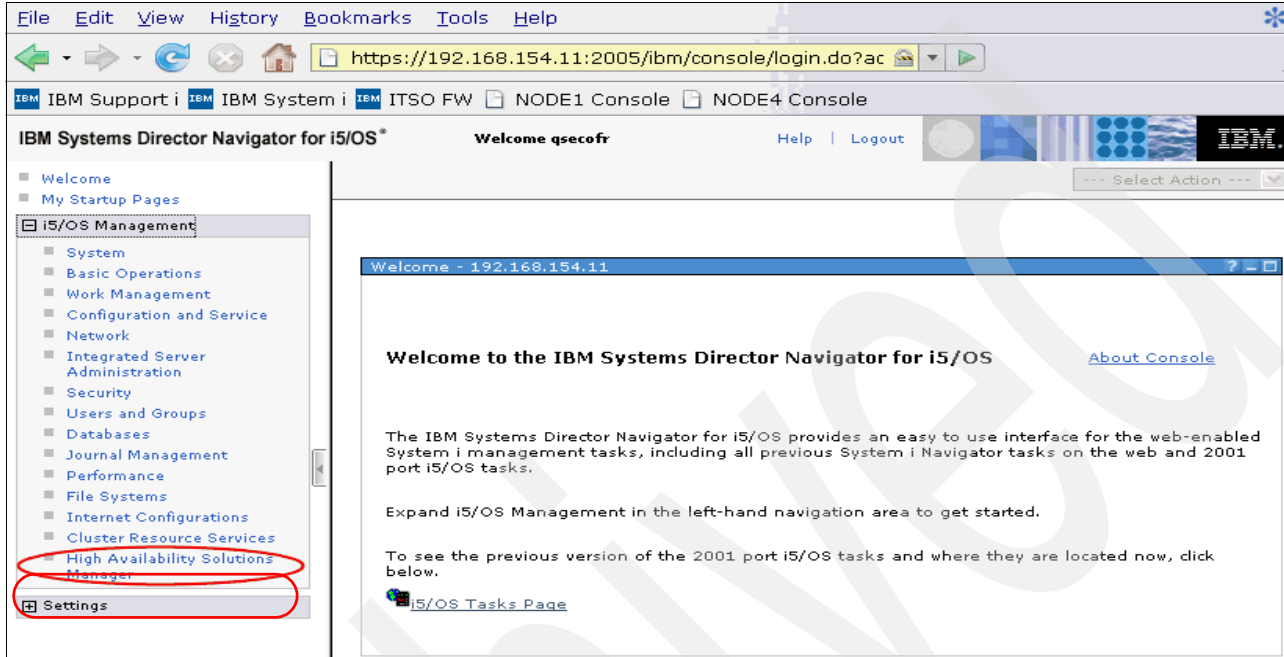 File Edit View History Bookmarks Tools Help
https://192.168.154.11:2005/ibm/console/login.do?ac
IBM IBM Support i IBM IBM System i IBM ITSO FW NODE1 Console NODE4 Console
IBM Systems Director Navigator for i5/OS® Welcome qsecofr Help | Logout IBM.
--- Select Action ---
Welcome
My Startup Pages
i5/OS Management
System
Basic Operations
Work Management
Configuration and Service
Network
Integrated Server
Administration
Security
Users and Groups
Databases
Journal Management
Performance
File Systems
Internet Configurations
Cluster Resource Services
High Availability Solutions
Manager
Settings
Welcome - 192.168.154.11
Welcome to the IBM Systems Director Navigator for i5/OS About Console
The IBM Systems Director Navigator for i5/OS provides an easy to use interface for the web-enabled
System i management tasks, including all previous System i Navigator tasks on the web and 2001
port i5/OS tasks.
Expand i5/OS Management in the left-hand navigation area to get started.
To see the previous version of the 2001 port i5/OS tasks and where they are located now, click
below.
i5/OS Tasks Page